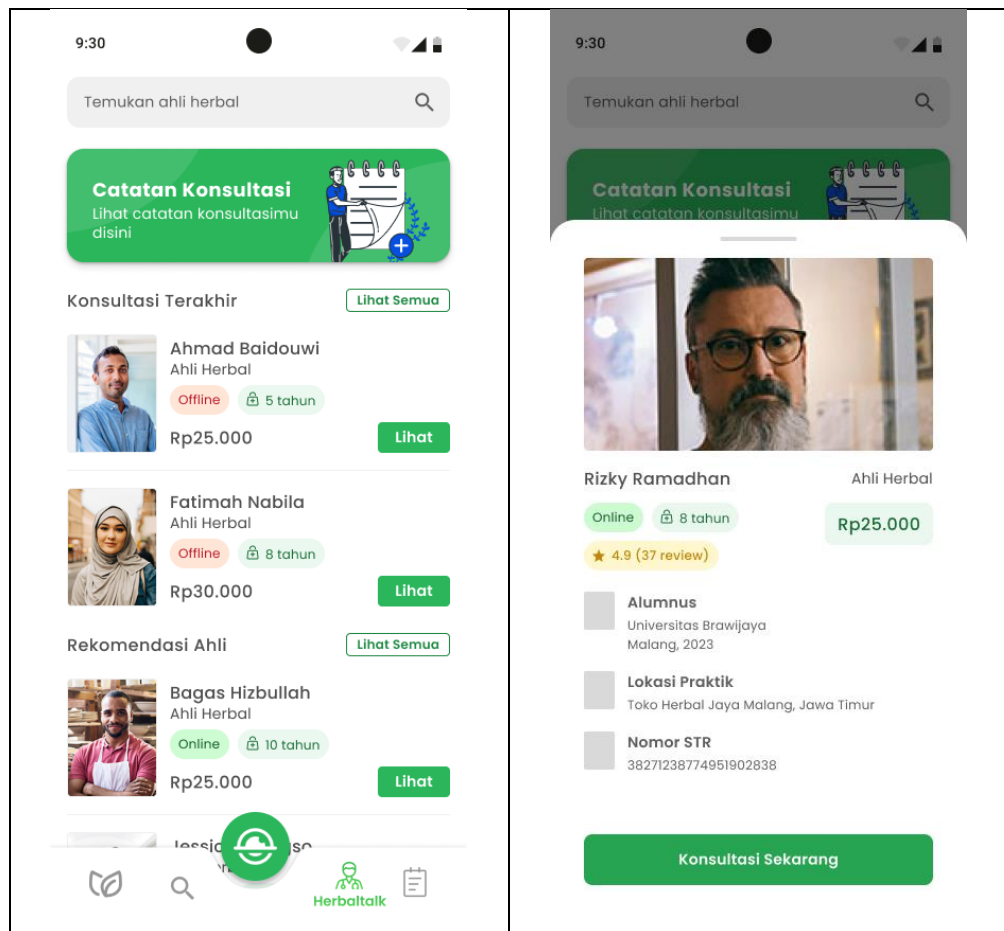 9:30
Temukan ahli herbal
Catatan Konsultasi
Lihat catatan konsultasimu
disini
Konsultasi Terakhir
Lihat Semua
Ahmad Baidouwi
Ahli Herbal
Offline
5 tahun
Rp25.000
Lihat
Fatimah Nabila
Ahli Herbal
Offline
8 tahun
Rp30.000
Lihat
Rekomendasi Ahli
Lihat Semua
Bagas Hizbullah
Ahli Herbal
Online
10 tahun
Rp25.000
Lihat
Herbaltalk
9:30
Temukan ahli herbal
Catatan Konsultasi
Lihat catatan konsultasimu
Rizky Ramadhan
Ahli Herbal
Online
8 tahun
Rp25.000
4.9 (37 review)
Alumnus
Universitas Brawijaya
Malang, 2023
Lokasi Praktik
Toko Herbal Jaya Malang, Jawa Timur
Nomor STR
38271238774951902838
Konsultasi Sekarang